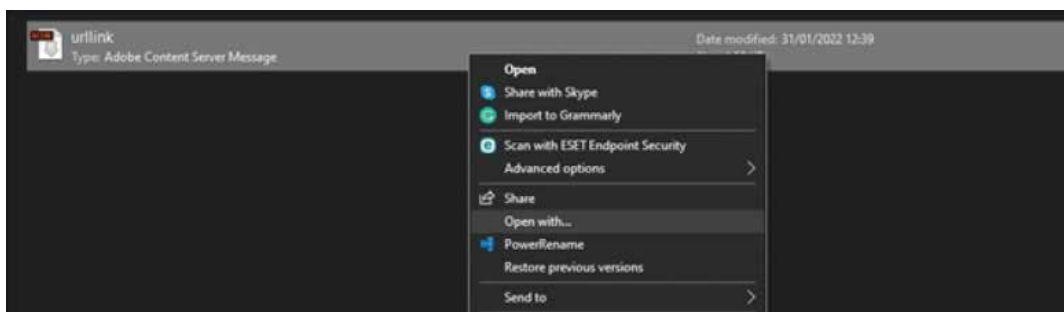 urllink
Type: Adobe Content Server Message
Date modified: 31/01/2022 12:39
Open
Share with Skype
Import to Grammarly
Scan with ESET Endpoint Security
Advanced options
Share
Open with...
PowerRename
Restore previous versions
Send to